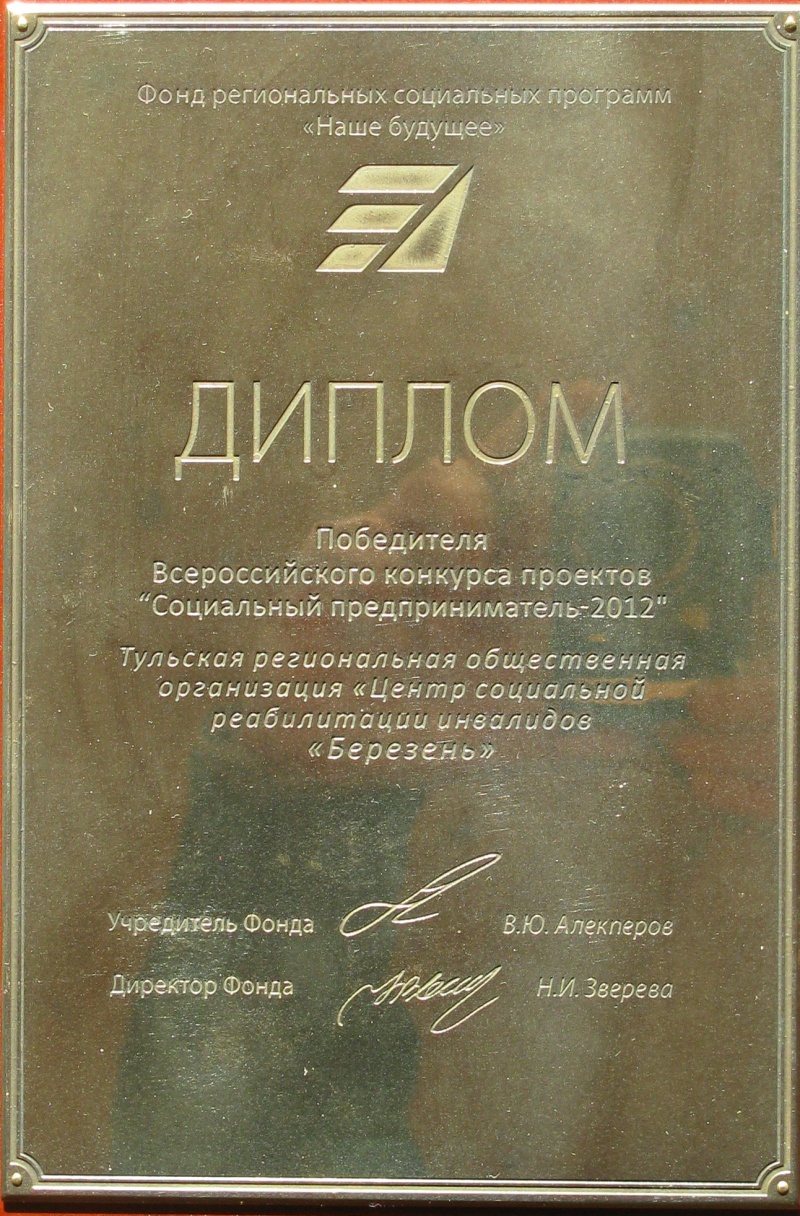 Фонд региональных социальных программ
«Наше будущее»
ДИПЛОМ
Победителя
Всероссийского конкурса проектов
“Социальный предприниматель-2012"
Тульская региональная общественная
организация «Центр социальной
реабилитации инвалидов
«Березень»
Учредитель Фонда В.Ю. Алекперов
Директор Фонда Н.И. Зверева